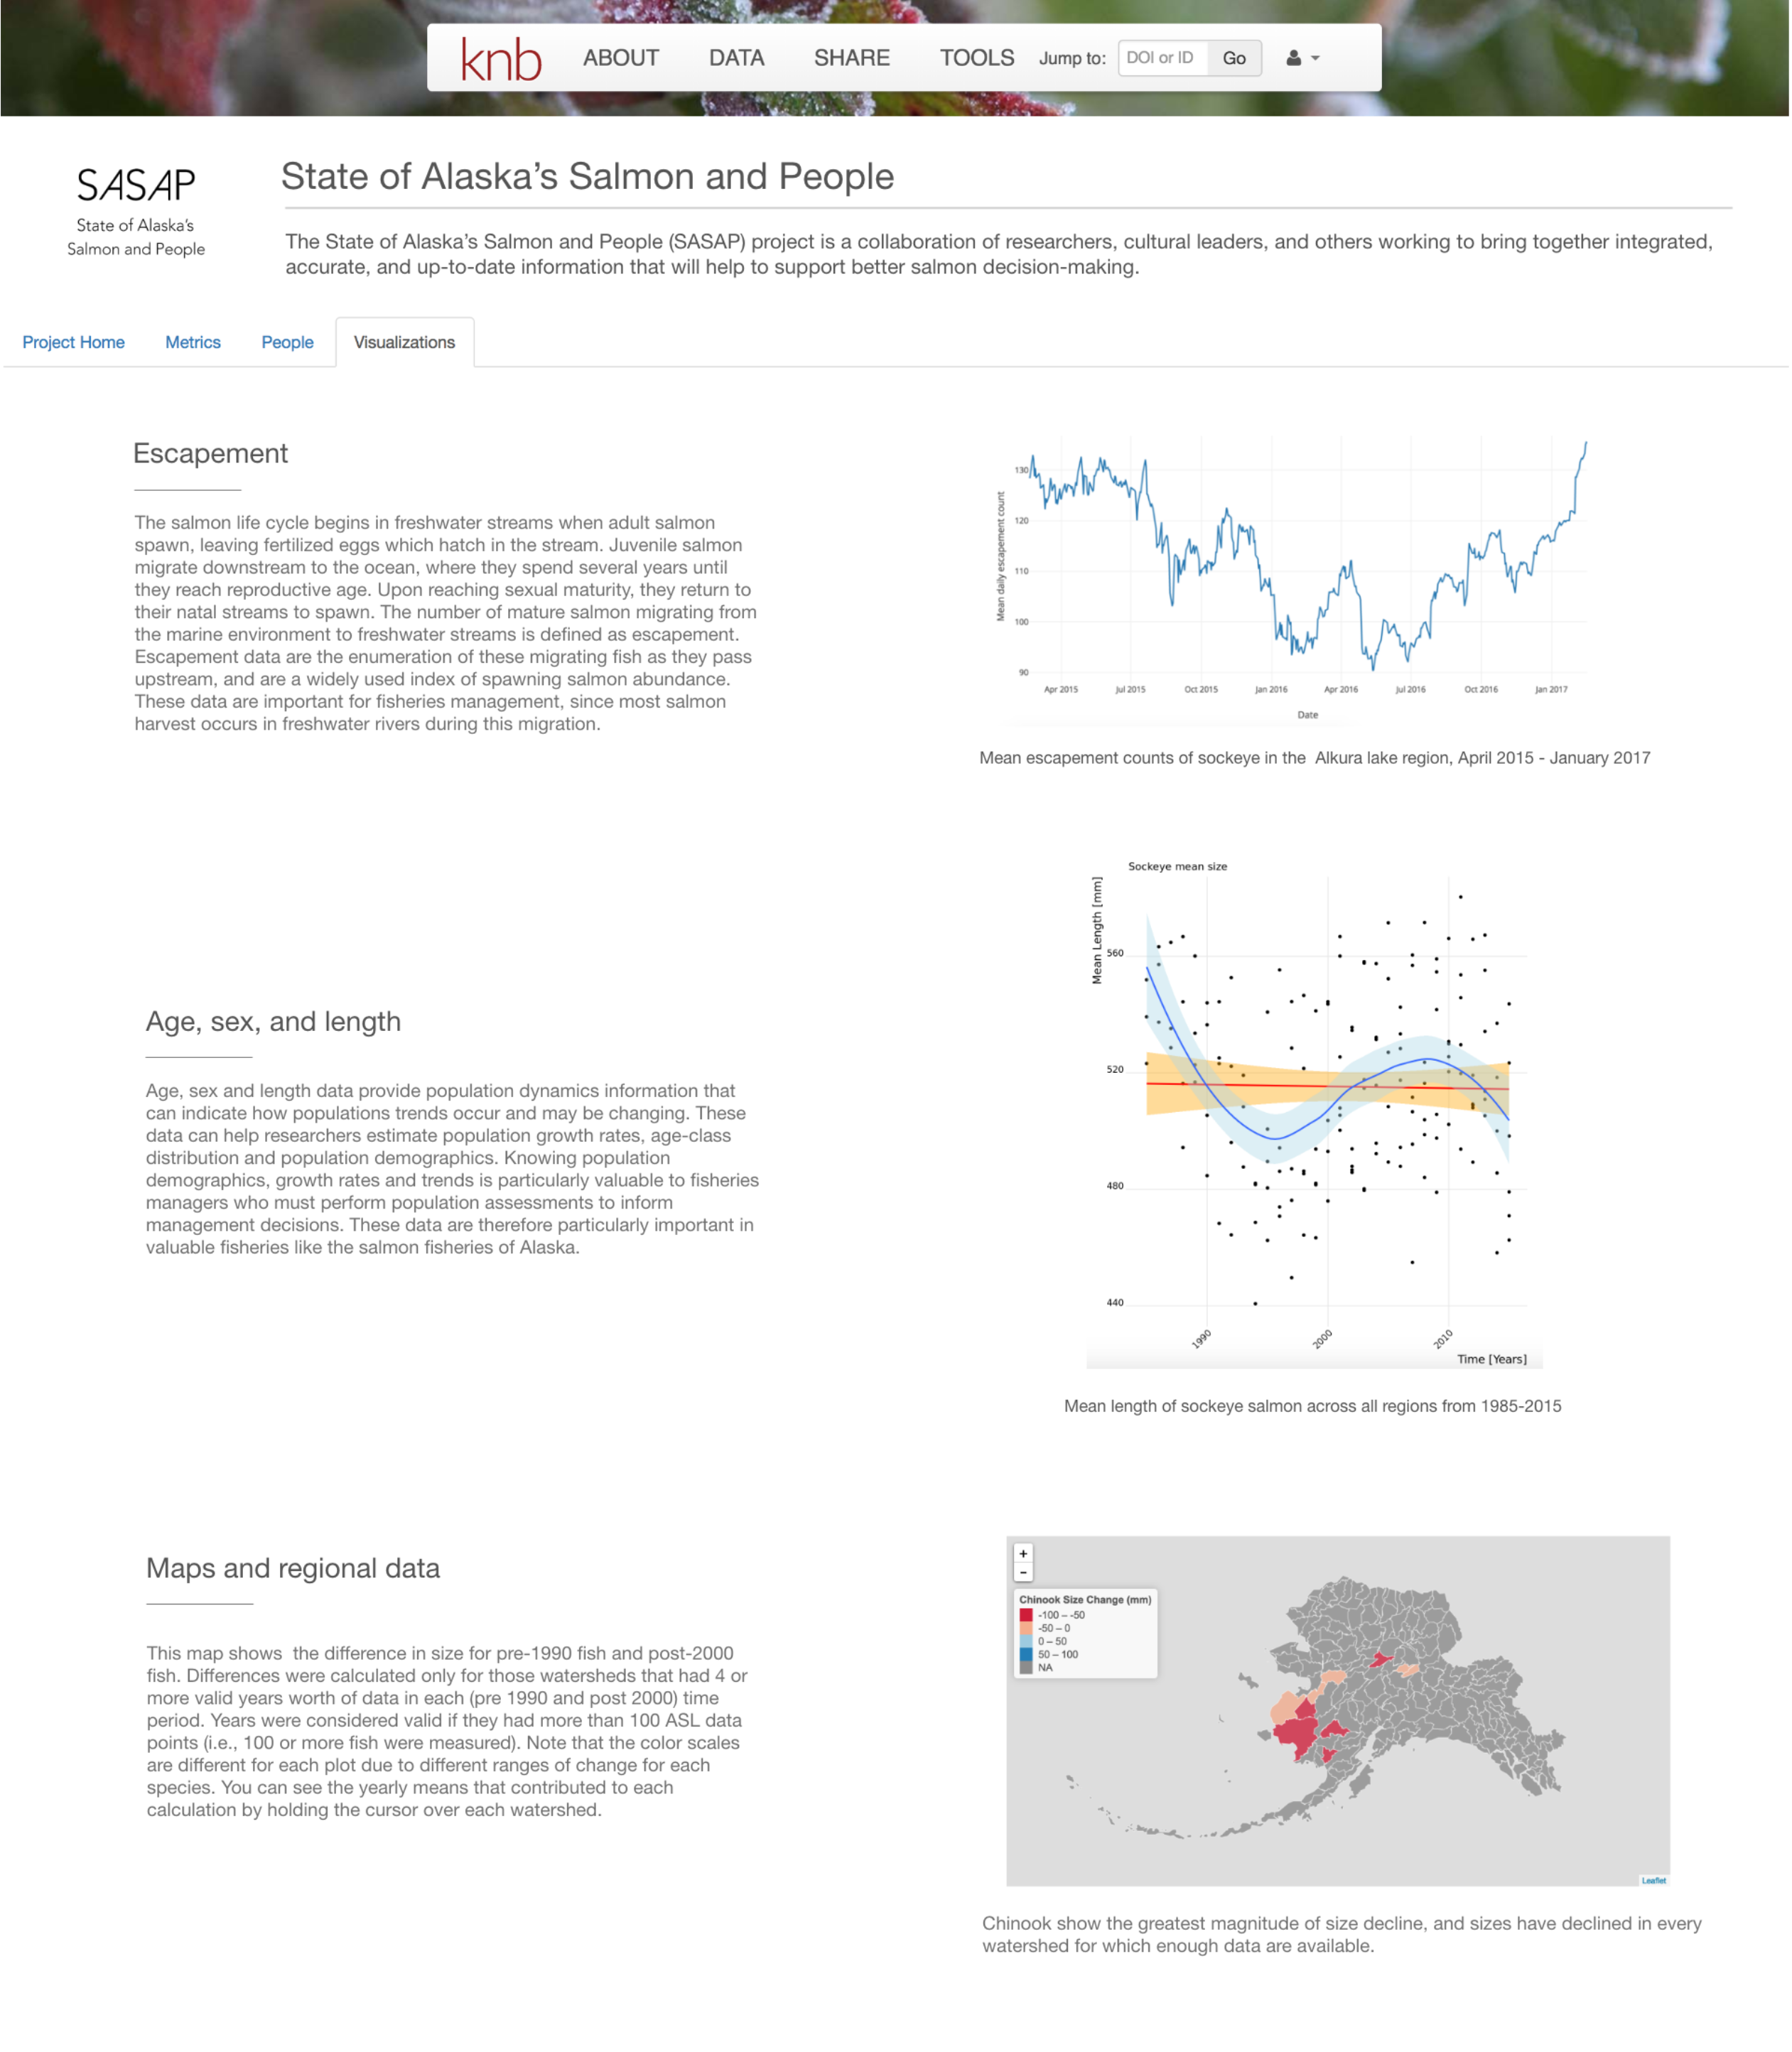 knb
ABOUT
DATA
SHARE
TOOLS
Jump to:
DOI or ID
Go
SASAP
State of Alaska's
Salmon and People
State of Alaska's Salmon and People
The State of Alaska's Salmon and People (SASAP) project is a collaboration of researchers, cultural leaders, and others working to bring together integrated,
accurate, and up-to-date information that will help to support better salmon decision-making.
Project Home
Metrics
People
Visualizations
Escapement
The salmon life cycle begins in freshwater streams when adult salmon
spawn, leaving fertilized eggs which hatch in the stream. Juvenile salmon
migrate downstream to the ocean, where they spend several years until
they reach reproductive age. Upon reaching sexual maturity, they return to
their natal streams to spawn. The number of mature salmon migrating from
the marine environment to freshwater streams is defined as escapement.
Escapement data are the enumeration of these migrating fish as they pass
upstream, and are a widely used index of spawning salmon abundance.
These data are important for fisheries management, since most salmon
harvest occurs in freshwater rivers during this migration.
Mean daily escapement count
130
120
110
100
90
Apr 2015
Jul 2015
Oct 2015
Jan 2016
Apr 2016
Jul 2016
Oct 2016
Jan 2017
Date
Mean escapement counts of sockeye in the  Alkura lake region, April 2015 - January 2017
Age, sex, and length
Age, sex and length data provide population dynamics information that
can indicate how populations trends occur and may be changing. These
data can help researchers estimate population growth rates, age-class
distribution and population demographics. Knowing population
demographics, growth rates and trends is particularly valuable to fisheries
managers who must perform population assessments to inform
management decisions. These data are therefore particularly important in
valuable fisheries like the salmon fisheries of Alaska.
Sockeye mean size
Mean Length [mm]
560
520
480
440
1990
2000
2010
Time [Years]
Mean length of sockeye salmon across all regions from 1985-2015
Maps and regional data
This map shows  the difference in size for pre-1990 fish and post-2000
fish. Differences were calculated only for those watersheds that had 4 or
more valid years worth of data in each (pre 1990 and post 2000) time
period. Years were considered valid if they had more than 100 ASL data
points (i.e., 100 or more fish were measured). Note that the color scales
are different for each plot due to different ranges of change for each
species. You can see the yearly means that contributed to each
calculation by holding the cursor over each watershed.
+
-
Chinook Size Change (mm)
-100 – -50
-50 – 0
0 – 50
50 – 100
NA
Leaflet
Chinook show the greatest magnitude of size decline, and sizes have declined in every
watershed for which enough data are available.